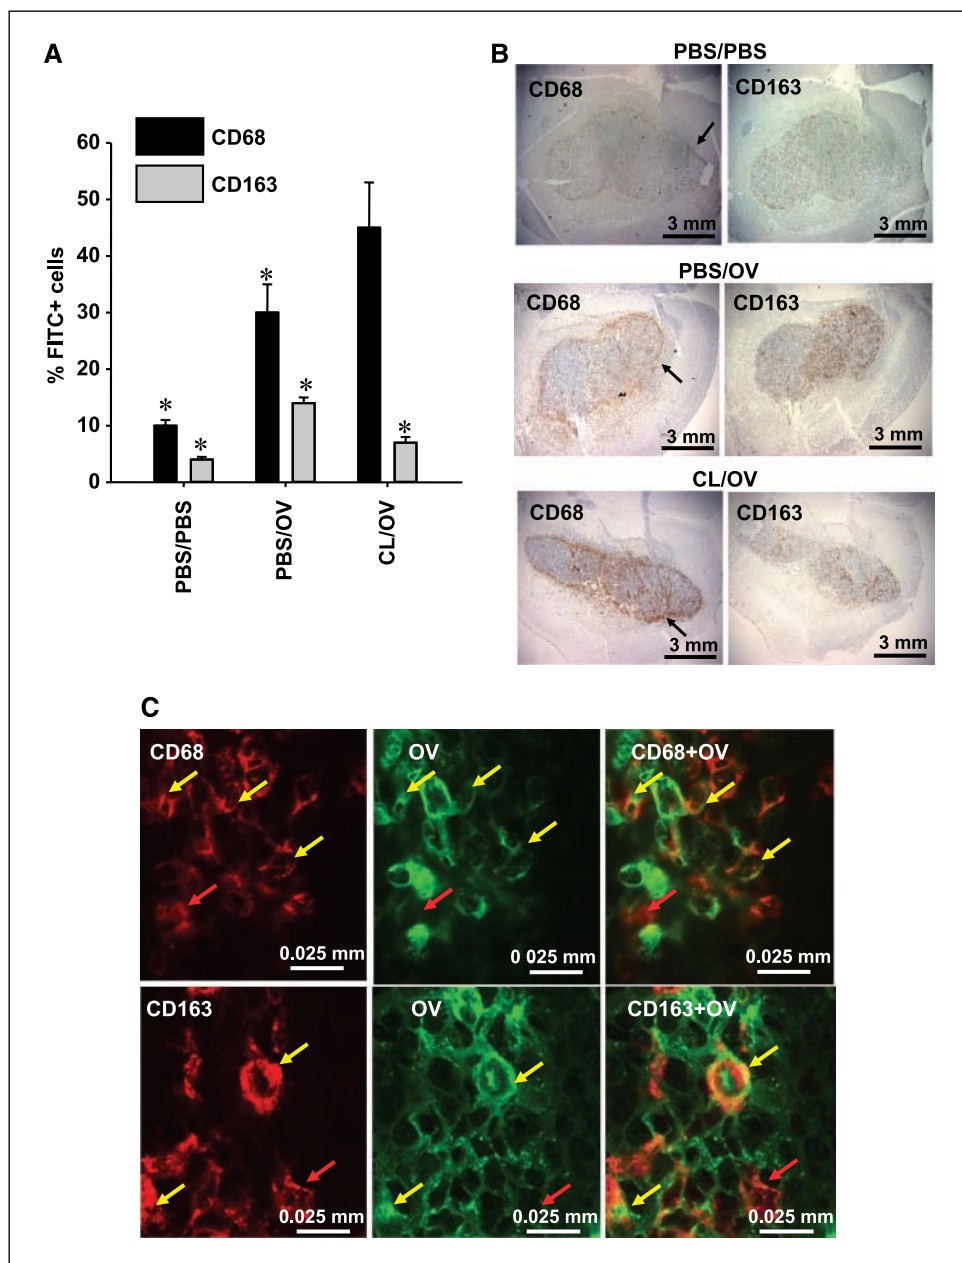 A
CD68
CD163
60
50
40
30
20
10
0
% FITC+ cells
*
*
*
*
*
PBS/PBS
PBS/OV
CL/OV
B
PBS/PBS
CD68
CD163
3 mm
3 mm
PBS/OV
CD68
CD163
3 mm
3 mm
CL/OV
CD68
CD163
3 mm
3 mm
C
CD68
OV
CD68+OV
0.025 mm
0 025 mm
0.025 mm
CD163
OV
CD163+OV
0.025 mm
0.025 mm
0.025 mm